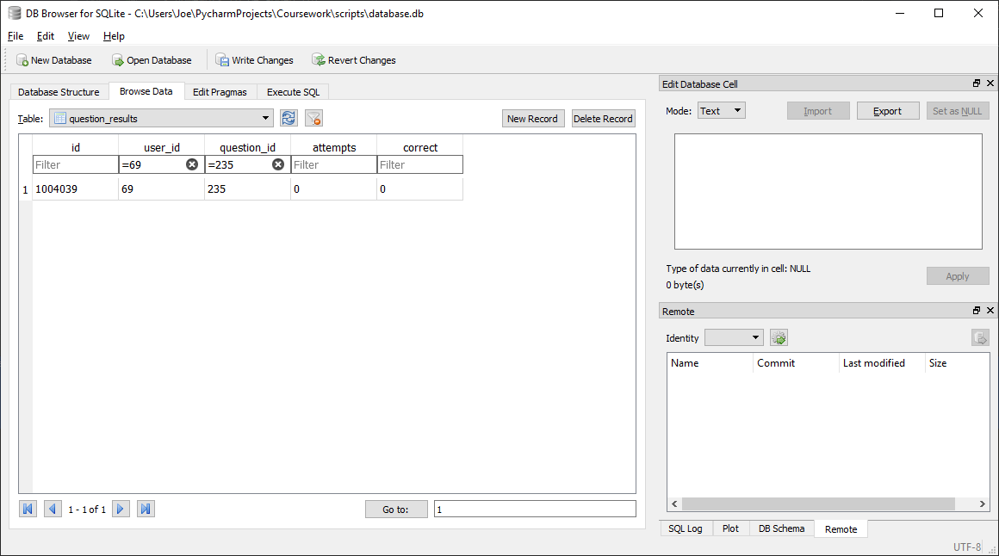 DB Browser for SQLite - C:\Users\Joe\PycharmProjects\Coursework\scripts\database.db
File Edit View Help
New Database Open Database Write Changes Revert Changes
Database Structure Browse Data Edit Pragmas Execute SQL
Table: question_results
New Record Delete Record
id user_id question_id attempts correct
Filter =69 =235 Filter Filter
1 1004039 69 235 0 0
1 - 1 of 1
Go to: 1
Edit Database Cell
Mode: Text Import Export Set as NULL
Type of data currently in cell: NULL
0 byte(s)
Apply
Remote
Identity
Name Commit Last modified Size
SQL Log Plot DB Schema Remote
UTF-8